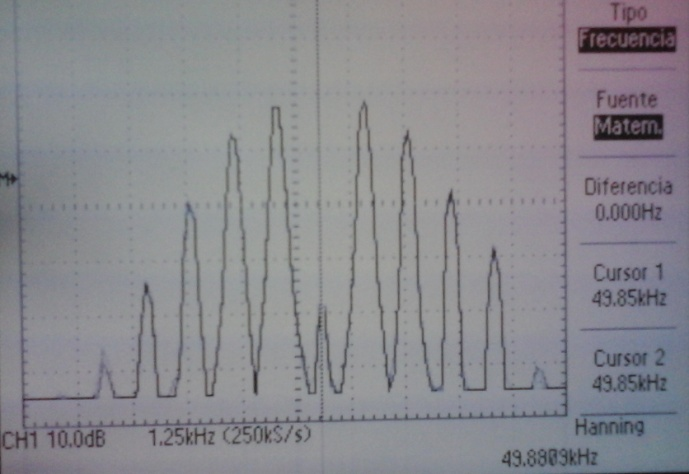 Tipo
Frecuencia
Fuente
Matem.
Diferencia
0.000Hz
Cursor 1
49.85kHz
Cursor 2
49.85kHz
Hanning
M
CH1 10.0dB 1.25kHz (250kS/s)
49.8809kHz